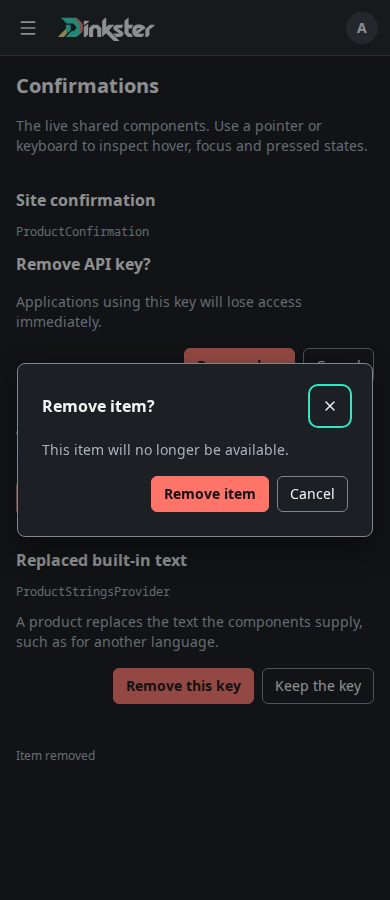 Dinkster
A
Confirmations
The live shared components. Use a pointer or
keyboard to inspect hover, focus and pressed states.
Site confirmation
ProductConfirmation
Remove API key?
Applications using this key will lose access
immediately.
Remove item?
This item will no longer be available.
Remove item
Cancel
Replaced built-in text
ProductStringsProvider
A product replaces the text the components supply,
such as for another language.
Remove this key
Keep the key
Item removed